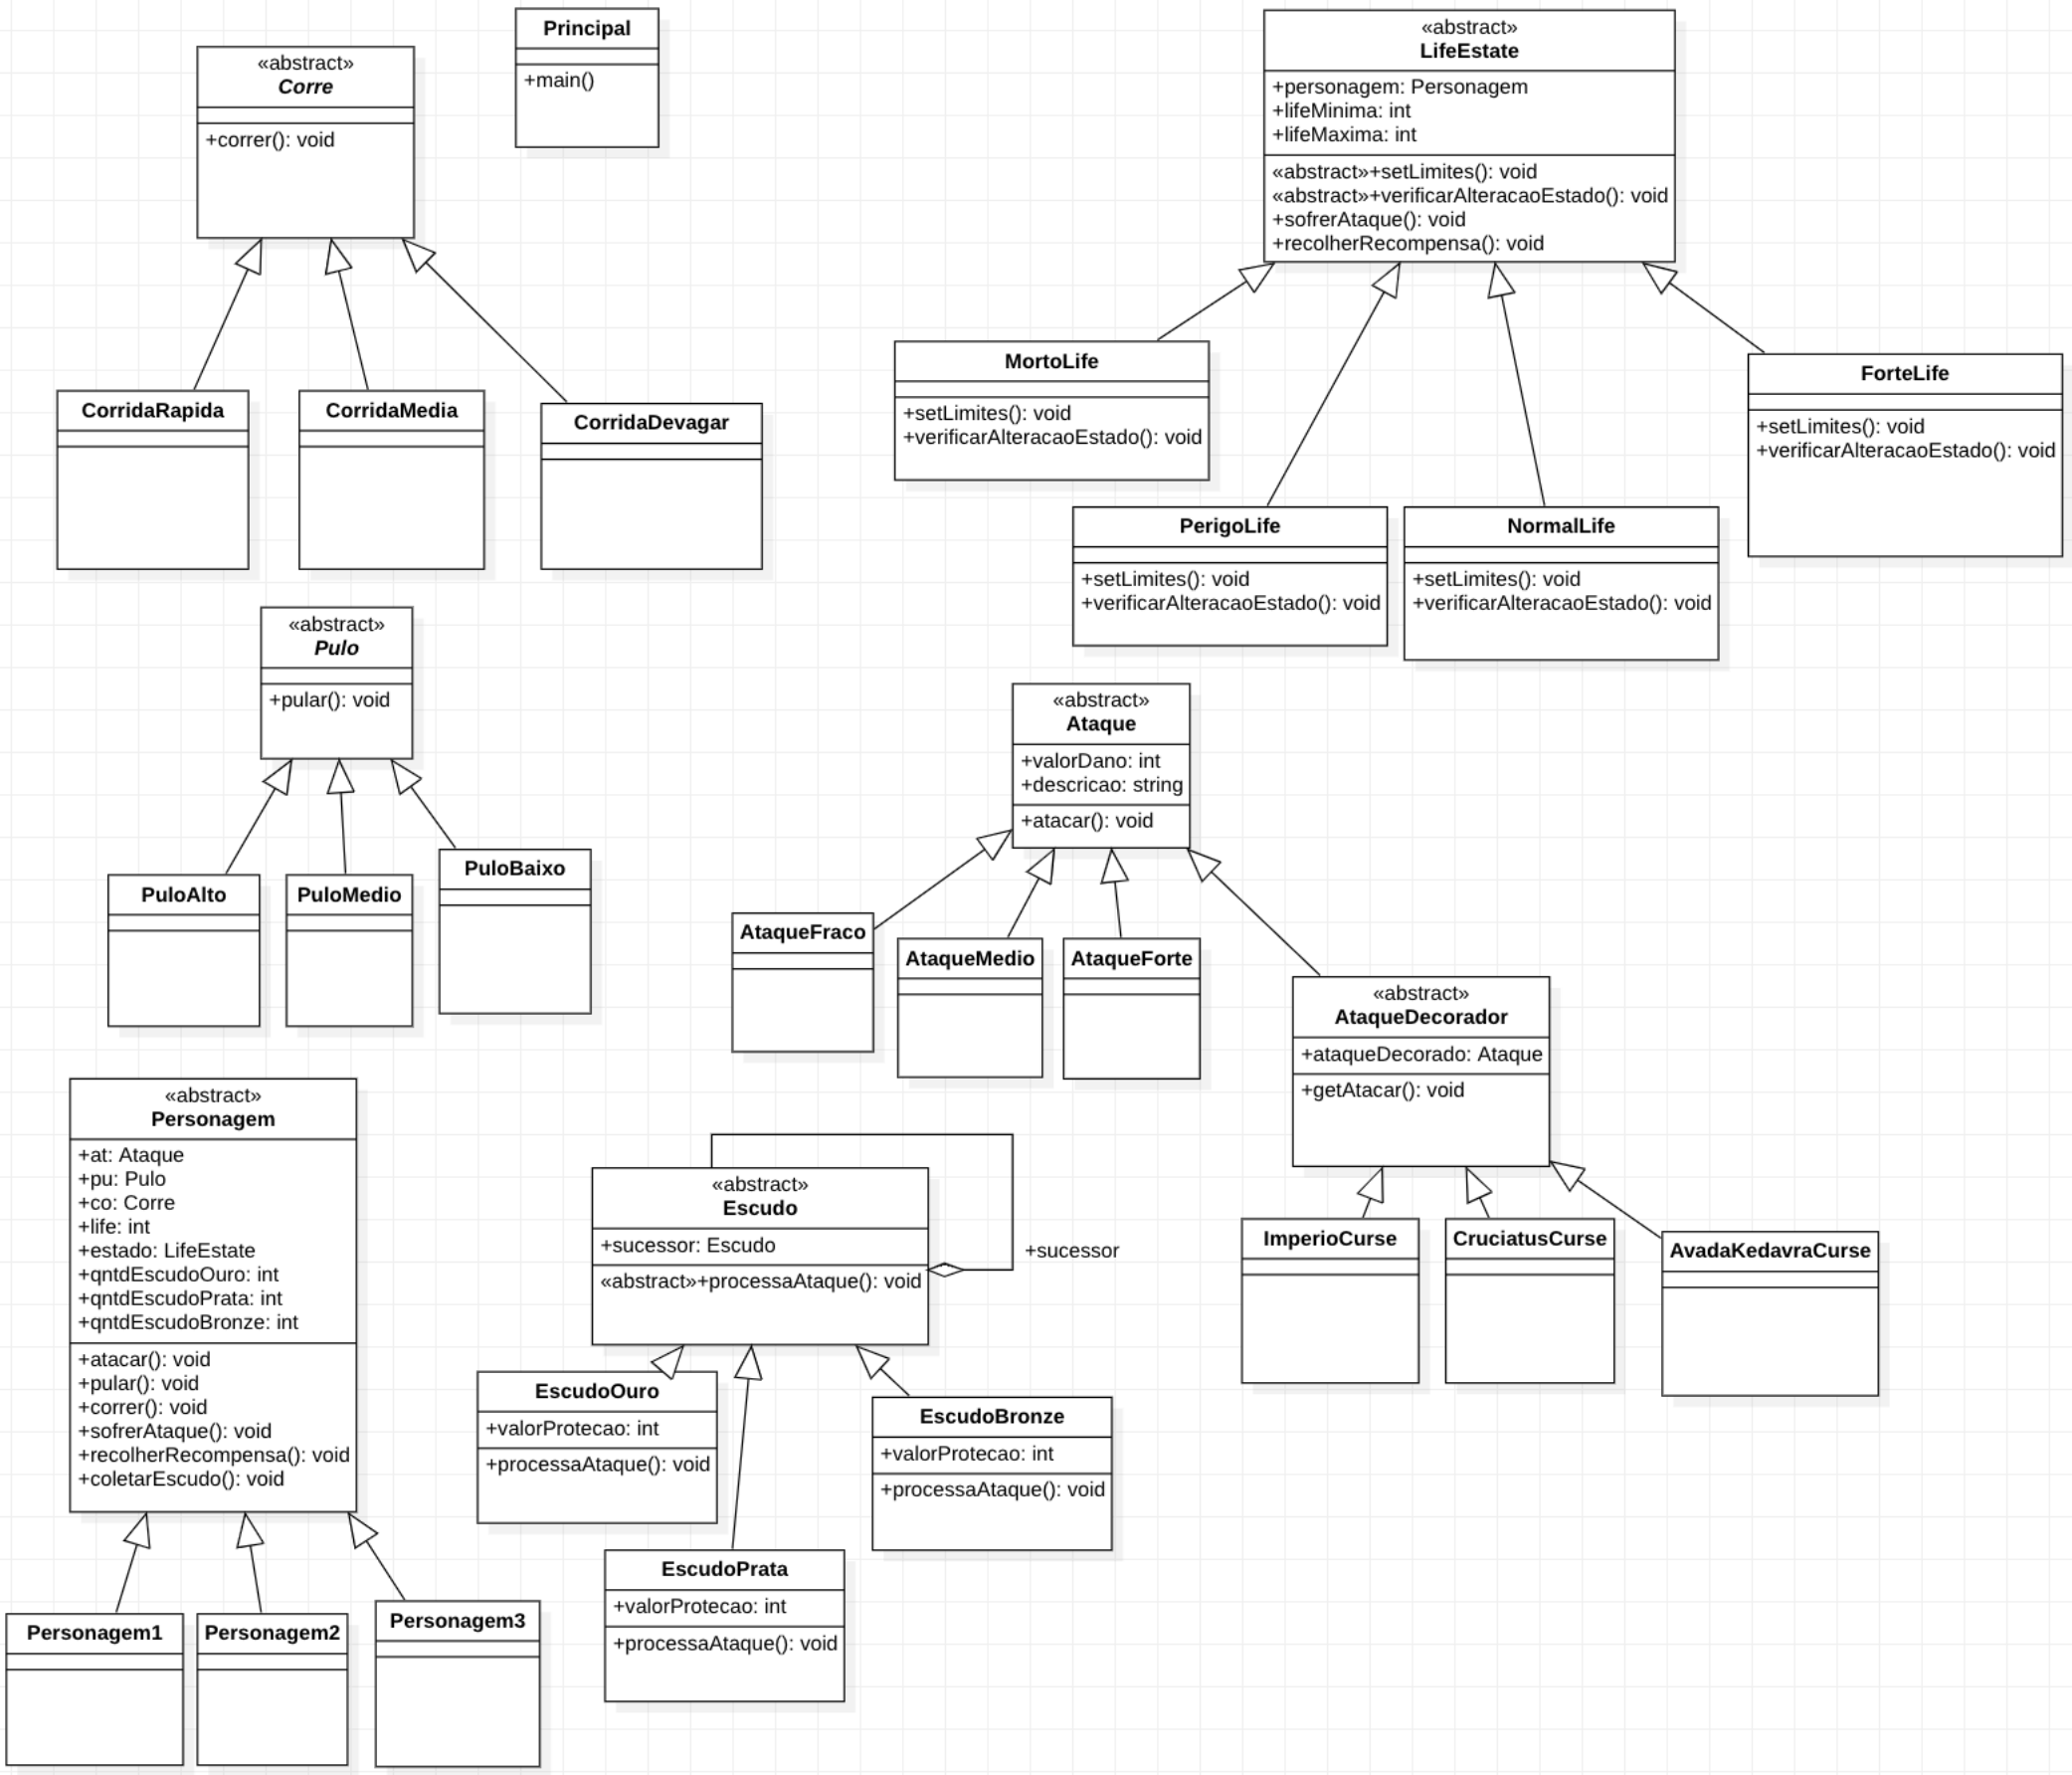 «abstract»
Corre
+correr(): void
Principal
+main()
«abstract»
LifeEstate
+personagem: Personagem
+lifeMinima: int
+lifeMaxima: int
«abstract»+setLimites(): void
«abstract»+verificarAlteracaoEstado(): void
+sofrerAtaque(): void
+recolherRecompensa(): void
CorridaRapida
CorridaMedia
CorridaDevagar
MortoLife
+setLimites(): void
+verificarAlteracaoEstado(): void
ForteLife
+setLimites(): void
+verificarAlteracaoEstado(): void
PerigoLife
+setLimites(): void
+verificarAlteracaoEstado(): void
NormalLife
+setLimites(): void
+verificarAlteracaoEstado(): void
«abstract»
Pulo
+pular(): void
PuloAlto
PuloMedio
PuloBaixo
«abstract»
Ataque
+valorDano: int
+descricao: string
+atacar(): void
AtaqueFraco
AtaqueMedio
AtaqueForte
«abstract»
AtaqueDecorador
+ataqueDecorado: Ataque
+getAtacar(): void
ImperioCurse
CruciatusCurse
AvadaKedavraCurse
«abstract»
Personagem
+at: Ataque
+pu: Pulo
+co: Corre
+life: int
+estado: LifeEstate
+qntdEscudoOuro: int
+qntdEscudoPrata: int
+qntdEscudoBronze: int
+atacar(): void
+pular(): void
+correr(): void
+sofrerAtaque(): void
+recolherRecompensa(): void
+coletarEscudo(): void
Personagem1
Personagem2
Personagem3
«abstract»
Escudo
+sucessor: Escudo
«abstract»+processaAtaque(): void
+sucessor
EscudoOuro
+valorProtecao: int
+processaAtaque(): void
EscudoBronze
+valorProtecao: int
+processaAtaque(): void
EscudoPrata
+valorProtecao: int
+processaAtaque(): void